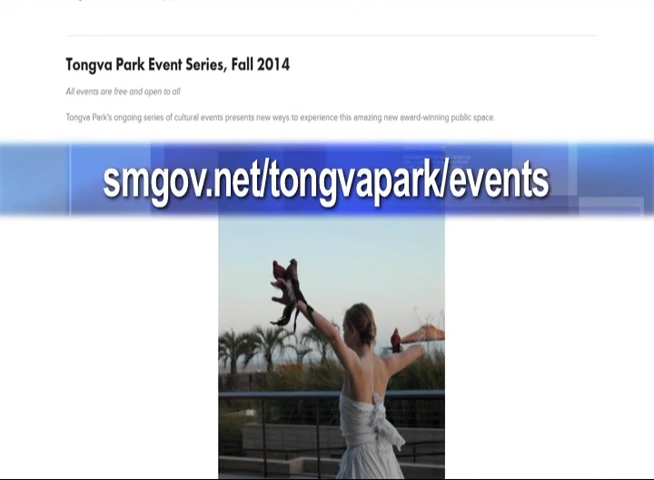 Tongva Park Event Series, Fall 2014
All events are free and open to all
Tongva Park's ongoing series of cultural events presents new ways to experience this amazing new award-winning public space.
smgov.net/tongvapark/events